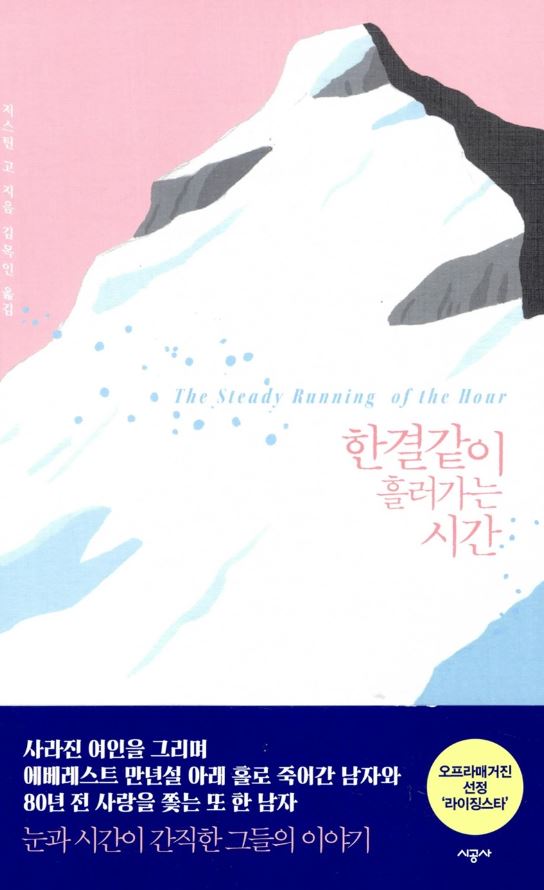 저스틴 고 지음 김목인 옮김
The Steady Running of the Hour
한결같이
흘러가는
시간
사라진 여인을 그리며
에베레스트 만년설 아래 홀로 죽어간 남자와
80년 전 사랑을 쫓는 또 한 남자
눈과 시간이 간직한 그들의 이야기
오프라매거진
선정
‘라이징스타’
시공사